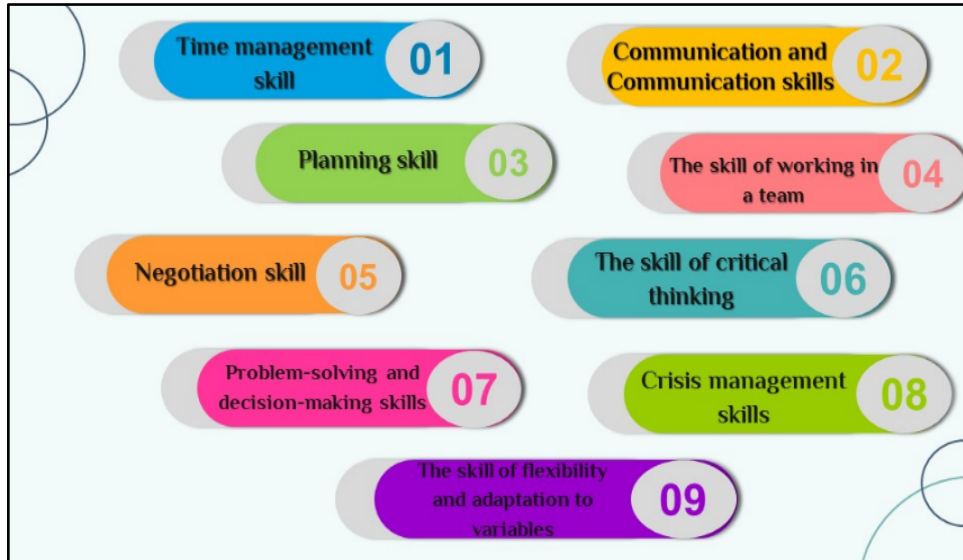 Time management
skill
01
Communication and
Communication skills
02
Planning skill
03
The skill of working in
a team
04
Negotiation skill
05
The skill of critical
thinking
06
Problem-solving and
decision-making skills
07
Crisis management
skills
08
The skill of flexibility
and adaptation to
variables
09